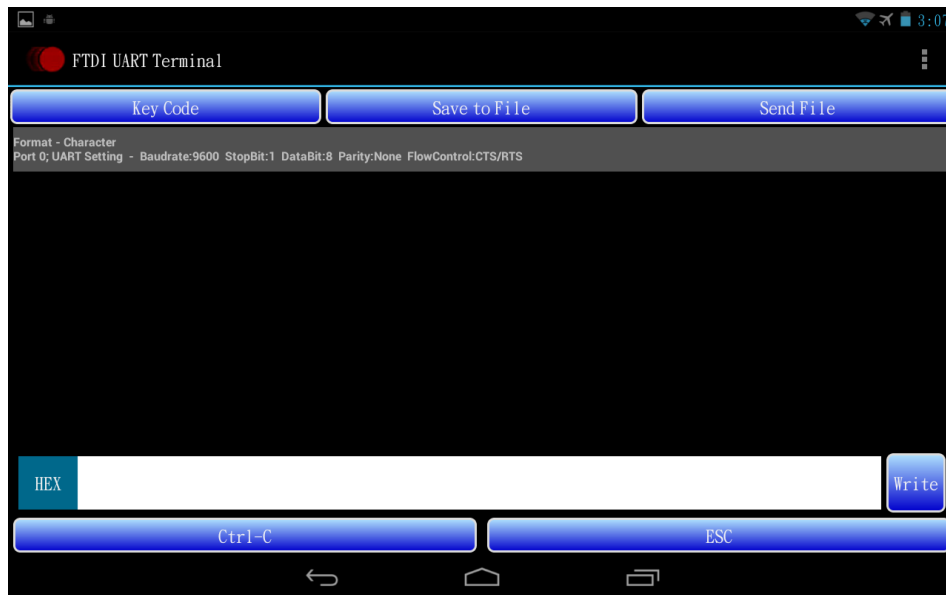 3:07
FTDI UART Terminal
Key Code
Save to File
Send File
Format - Character
Port 0; UART Setting - Baudrate:9600 StopBit:1 DataBit:8 Parity:None FlowControl:CTS/RTS
HEX
Write
Ctrl-C
ESC